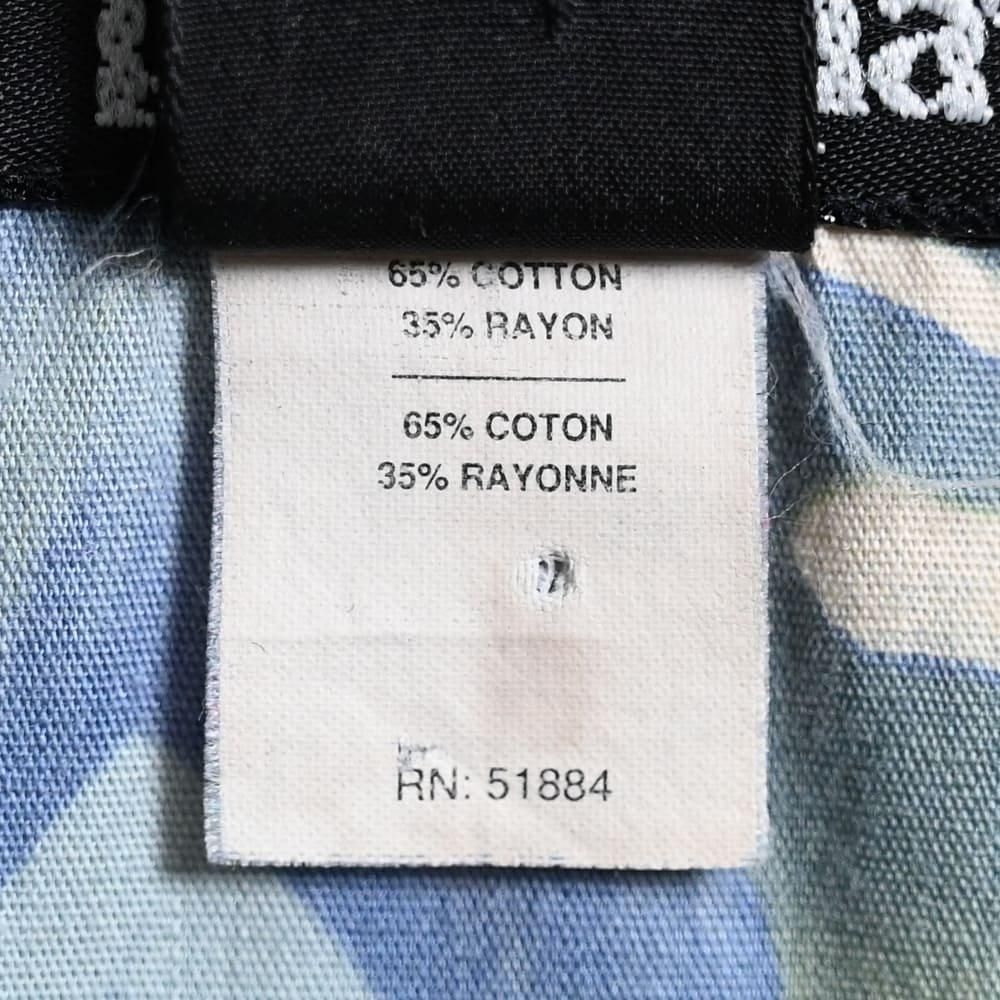 65% COTTON
35% RAYON
65% COTON
35% RAYONNE
RN: 51884